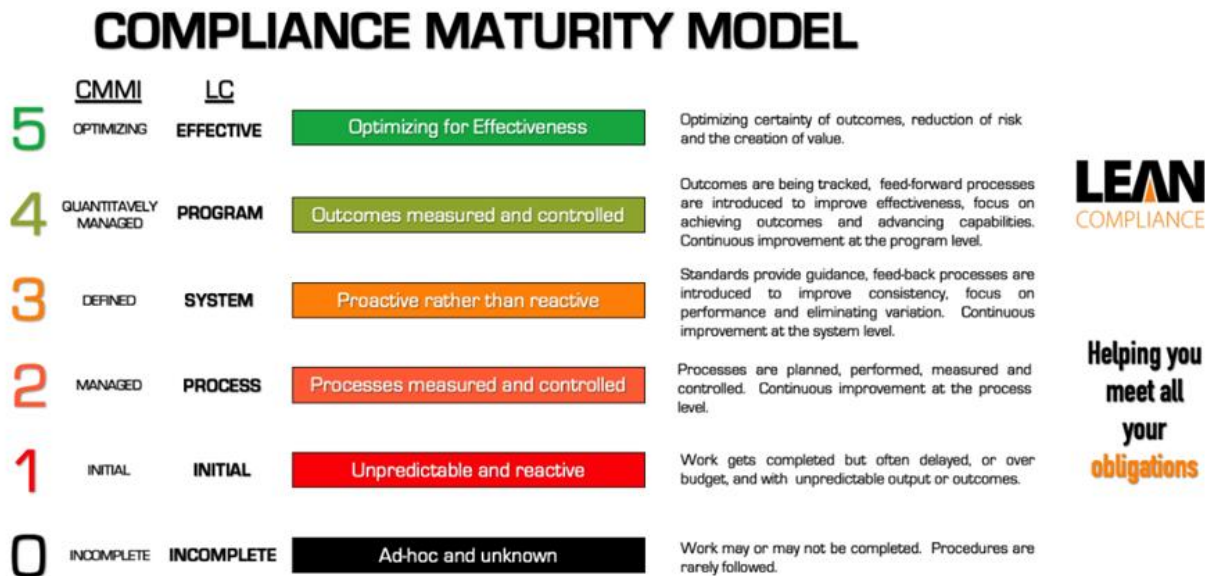 COMPLIANCE MATURITY MODEL
CMMI LC
5 OPTIMIZING EFFECTIVE Optimizing for Effectiveness
Optimizing certainty of outcomes, reduction of risk
and the creation of value.
4 QUANTITAVELY
MANAGED PROGRAM Outcomes measured and controlled
Outcomes are being tracked, feed-forward processes
are introduced to improve effectiveness, focus on
achieving outcomes and advancing capabilities.
Continuous improvement at the program level.
3 DEFINED SYSTEM Proactive rather than reactive
Standards provide guidance, feed-back processes are
introduced to improve consistency, focus on
performance and eliminating variation. Continuous
improvement at the system level.
2 MANAGED PROCESS Processes measured and controlled
Processes are planned, performed, measured and
controlled. Continuous improvement at the process
level.
1 INITIAL INITIAL Unpredictable and reactive
Work gets completed but often delayed, or over
budget, and with unpredictable output or outcomes.
0 INCOMPLETE INCOMPLETE Ad-hoc and unknown
Work may or may not be completed. Procedures are
rarely followed.
LEAN
COMPLIANCE
Helping you
meet all
your
obligations